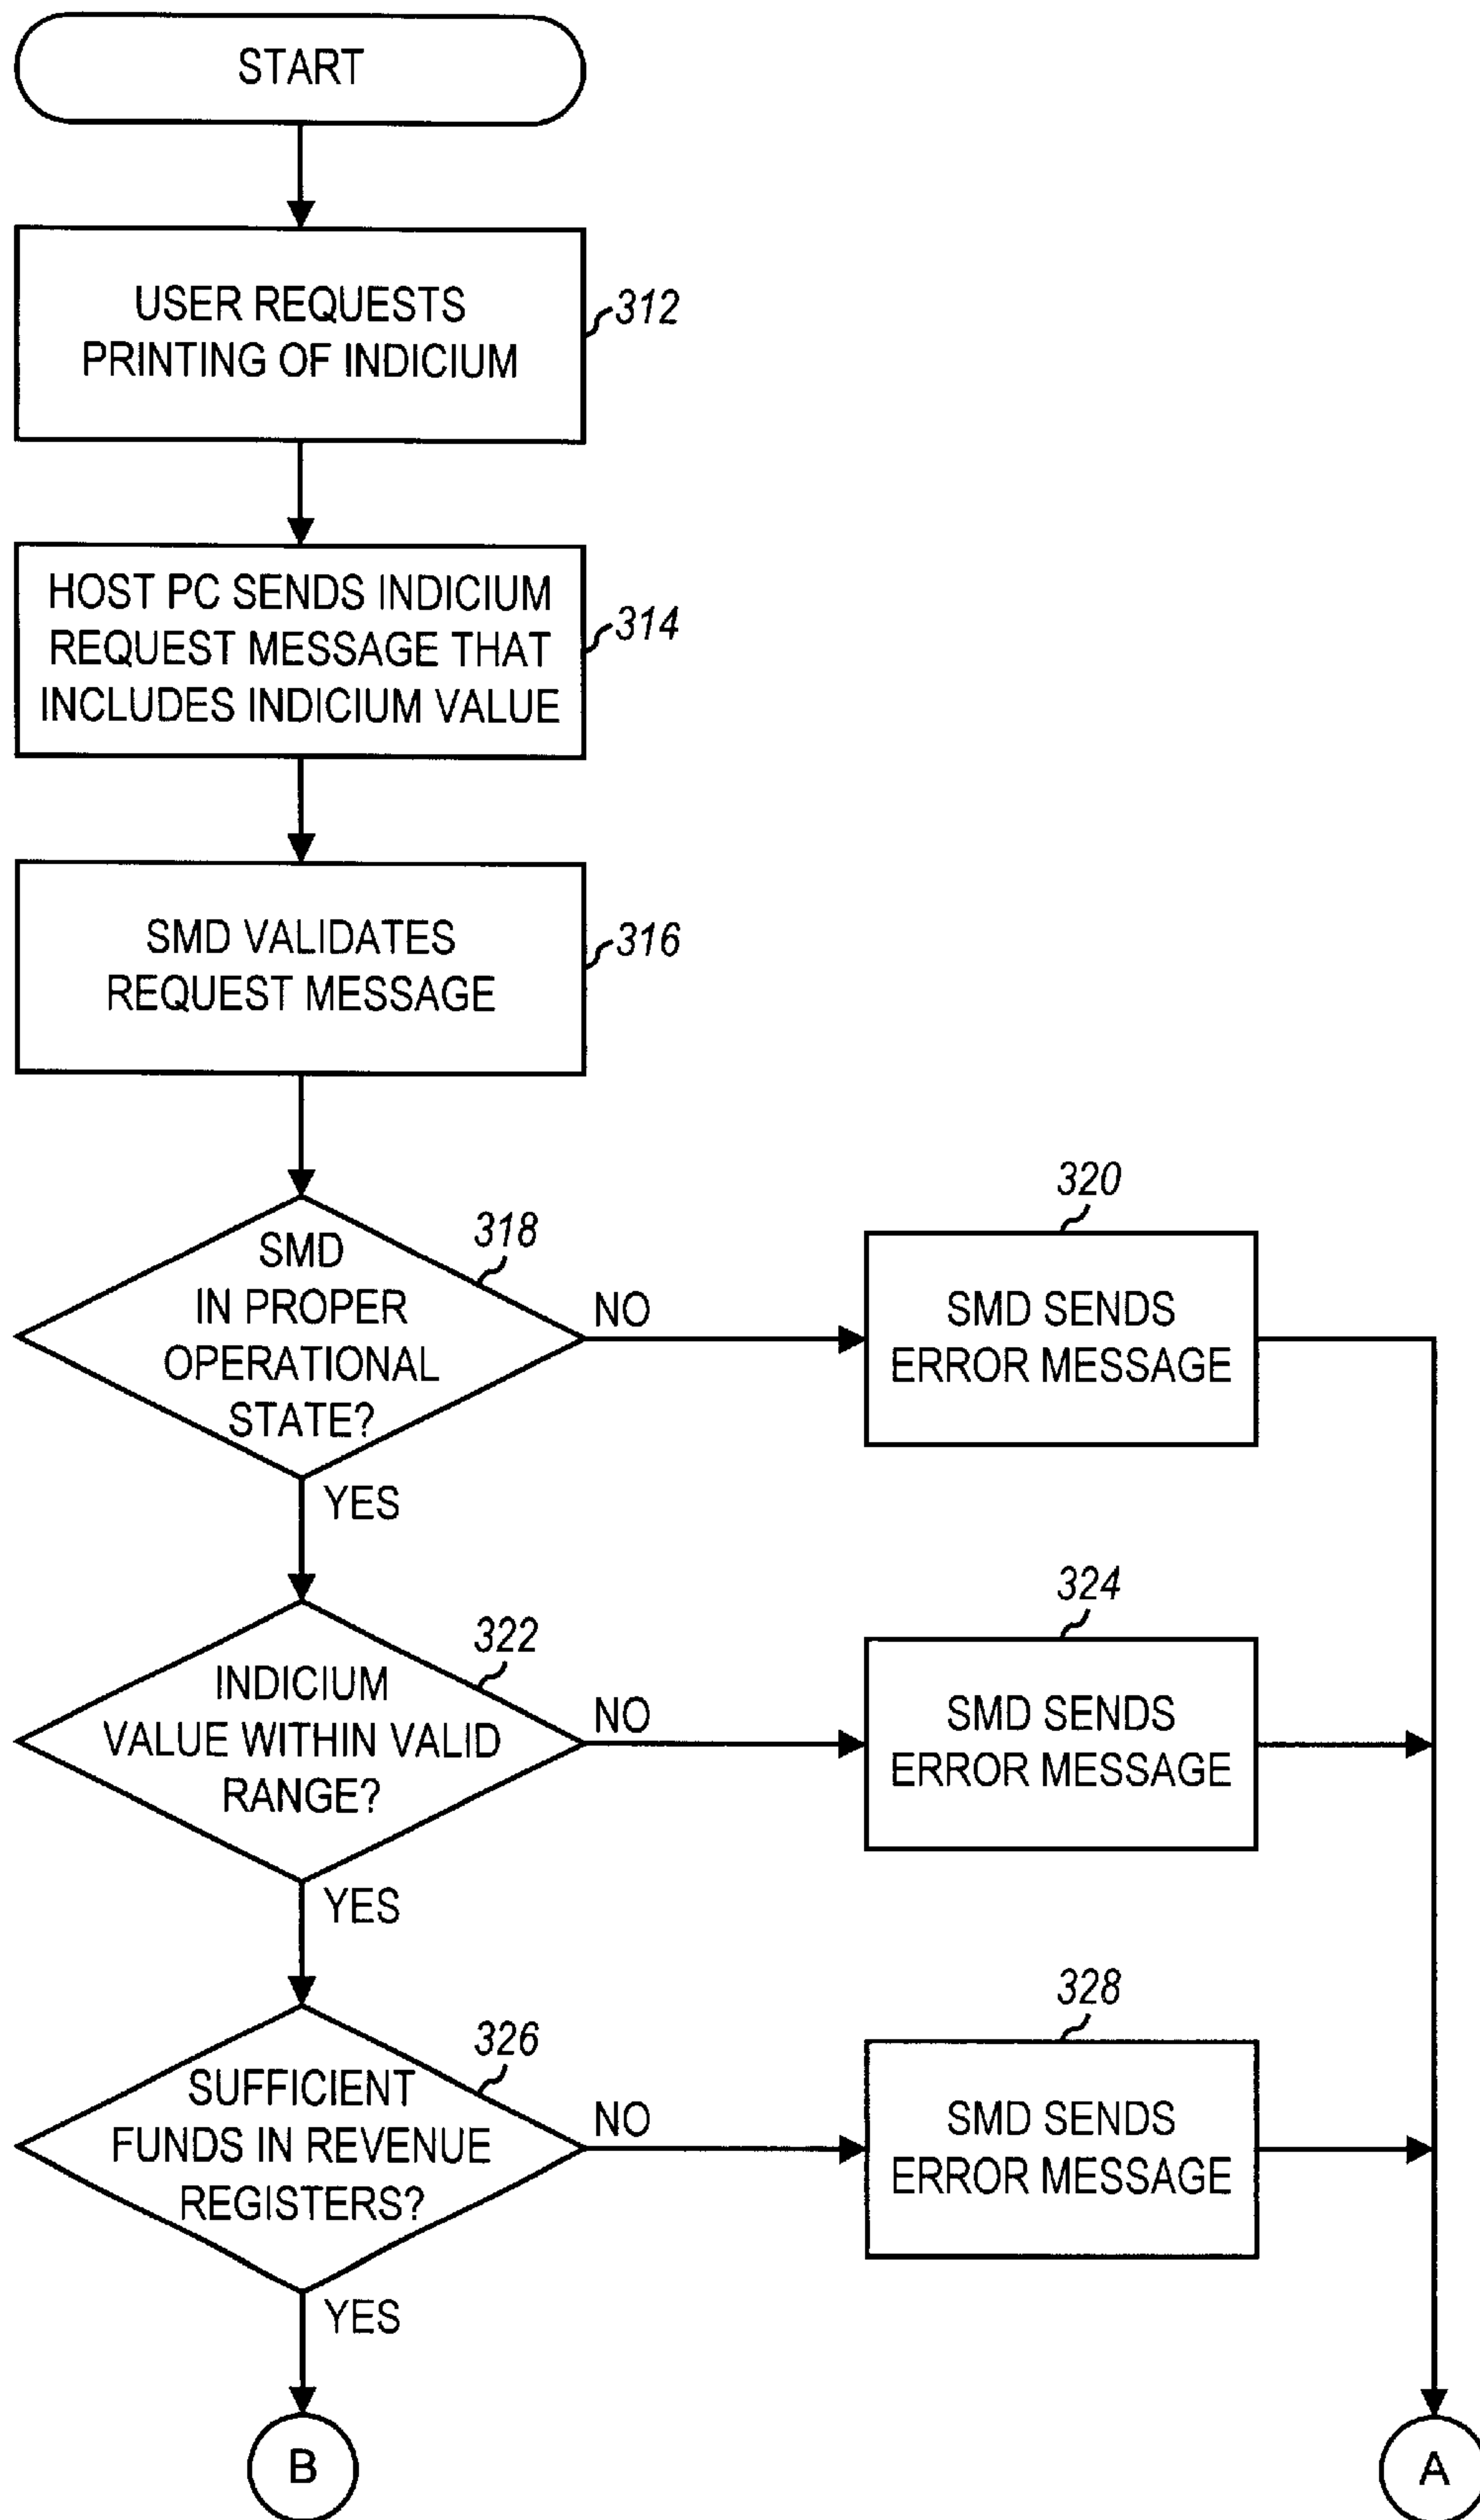 START
USER REQUESTS
PRINTING OF INDICIUM
312
HOST PC SENDS INDICIUM
REQUEST MESSAGE THAT
INCLUDES INDICIUM VALUE
314
SMD VALIDATES
REQUEST MESSAGE
316
SMD
IN PROPER
OPERATIONAL
STATE?
318
NO
320
SMD SENDS
ERROR MESSAGE
YES
INDICIUM
VALUE WITHIN VALID
RANGE?
322
NO
324
SMD SENDS
ERROR MESSAGE
YES
SUFFICIENT
FUNDS IN REVENUE
REGISTERS?
326
NO
328
SMD SENDS
ERROR MESSAGE
YES
B
A